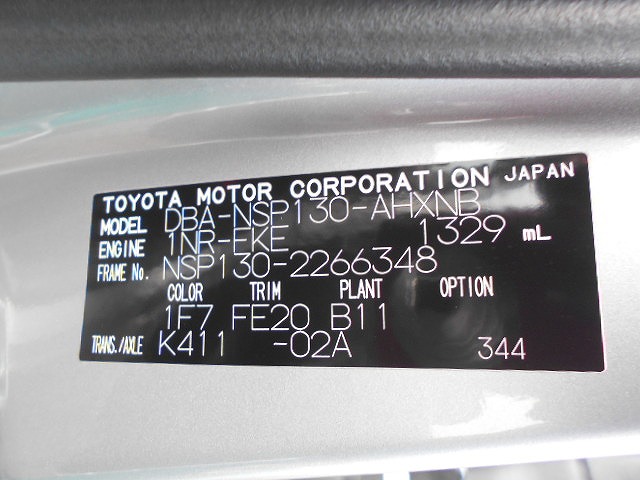 TOYOTA MOTOR CORPORATION JAPAN
MODEL DBA-NSP130-AHXNB
ENGINE 1NR-EKE 1329 mL
FRAME No. NSP130-2266348
COLOR TRIM PLANT OPTION
1F7 FE20 B11
TRANS./AXLE K411 -02A 344